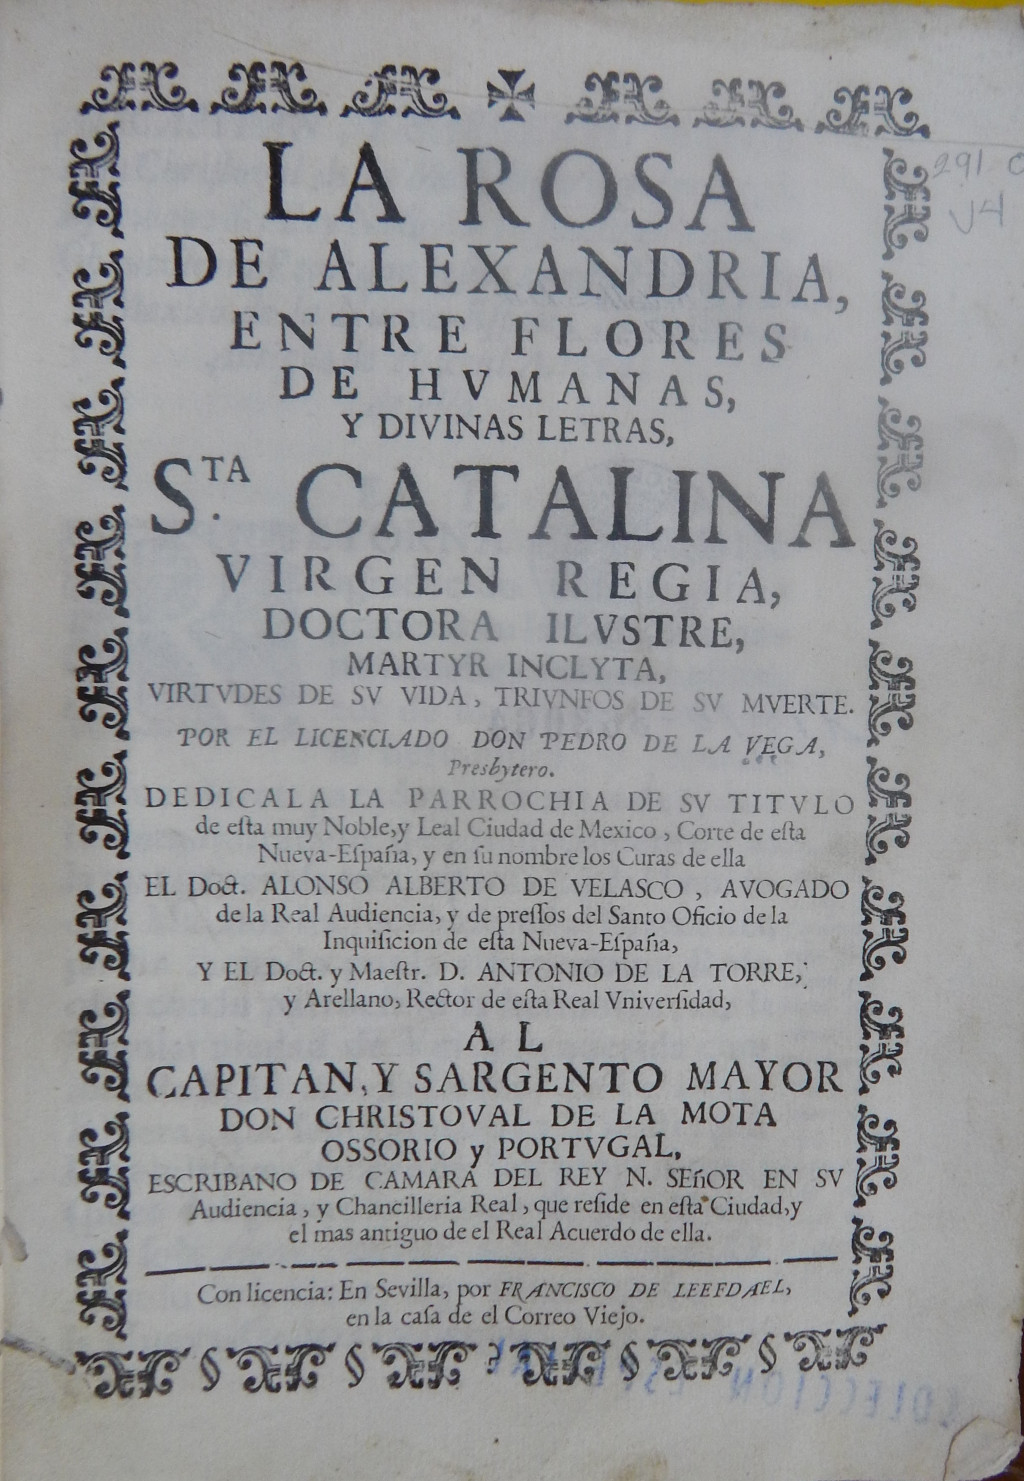 LA ROSA
DE ALEXANDRIA,
ENTRE FLORES
DE HVMANAS,
Y DIVINAS LETRAS,
S.TA CATALINA
VIRGEN REGIA,
DOCTORA ILVSTRE,
MARTYR INCLYTA,
VIRTVDES DE SV VIDA, TRIVNFOS DE SV MVERTE.
POR EL LICENCIADO DON PEDRO DE LA VEGA,
Presbytero.
DEDICALA LA PARROCHIA DE SV TITVLO
de eſta muy Noble, y Leal Ciudad de Mexico, Corte de eſta
Nueva-Eſpaña, y en ſu nombre los Curas de ella
EL Doct. ALONSO ALBERTO DE VELASCO, AVOGADO
de la Real Audiencia, y de preſſos del Santo Oficio de la
Inquiſicion de eſta Nueva-Eſpaña,
Y EL Doct. y Maeſtr. D. ANTONIO DE LA TORRE,
y Arellano, Rector de eſta Real Vniverſidad,
AL
CAPITAN, Y SARGENTO MAYOR
DON CHRISTOVAL DE LA MOTA
OSSORIO y PORTVGAL,
ESCRIBANO DE CAMARA DEL REY N. SEñOR EN SV
Audiencia, y Chancilleria Real, que reſide en eſta Ciudad, y
el mas antiguo de el Real Acuerdo de ella.
Con licencia: En Sevilla, por FRANCISCO DE LEEFDAEL,
en la caſa de el Correo Viejo.